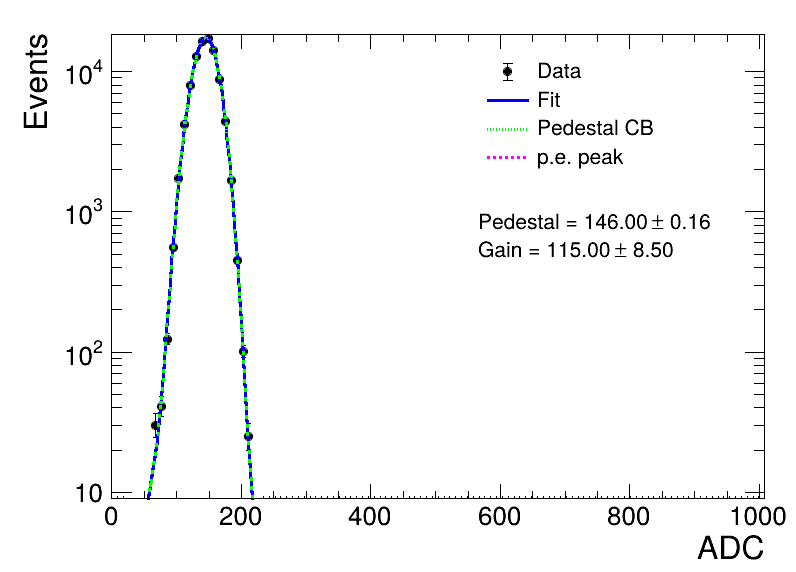 Events
10⁴
10³
10²
10
0 200 400 600 800 1000
ADC
Data
Fit
Pedestal CB
p.e. peak
Pedestal = 146.00 ± 0.16
Gain = 115.00 ± 8.50